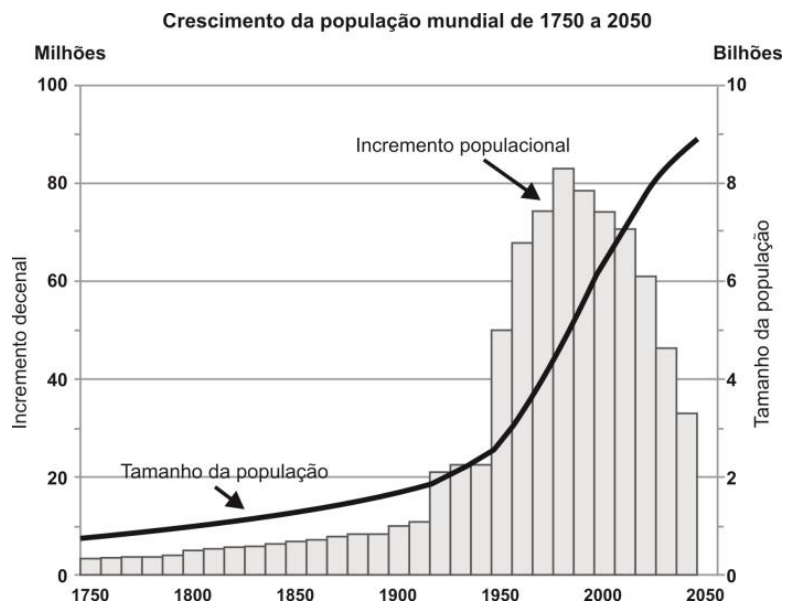 Crescimento da população mundial de 1750 a 2050
Milhões
Bilhões
100
80
60
40
20
0
Incremento decenal
10
8
6
4
2
0
Tamanho da população
Incremento populacional
Tamanho da população
1750
1800
1850
1900
1950
2000
2050